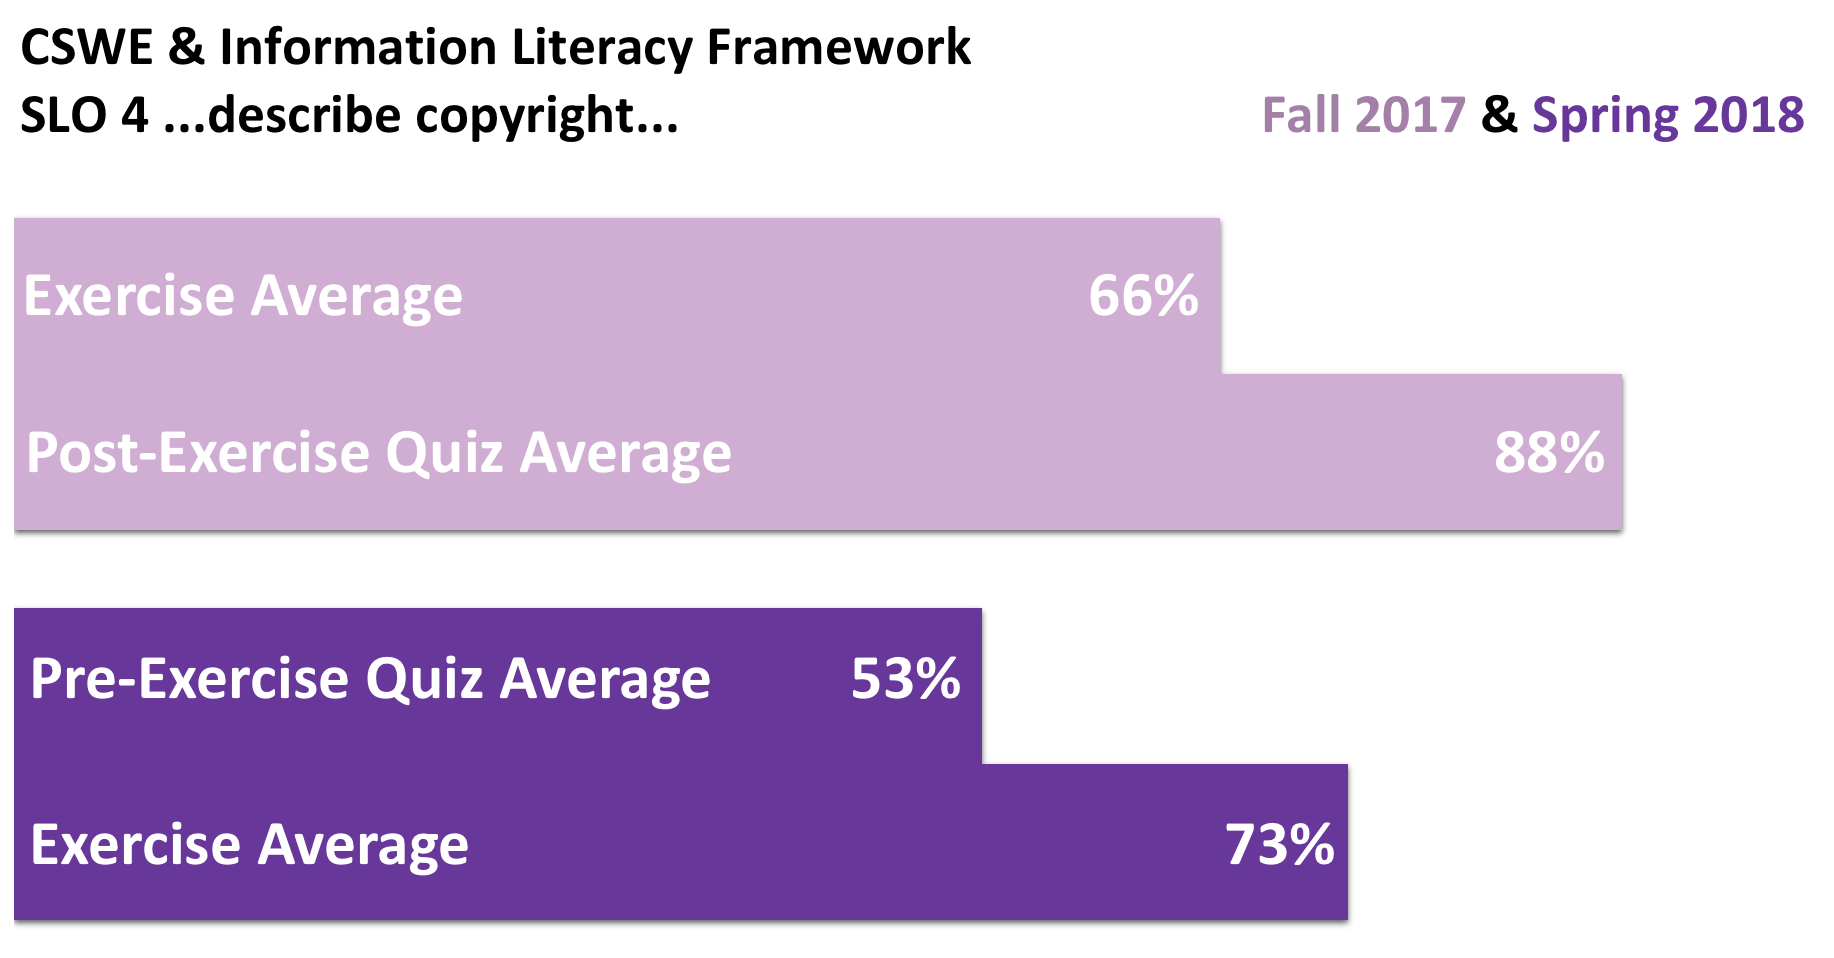 CSWE & Information Literacy Framework
SLO 4 ...describe copyright...
Fall 2017 & Spring 2018
Exercise Average 66%
Post-Exercise Quiz Average 88%
Pre-Exercise Quiz Average 53%
Exercise Average 73%